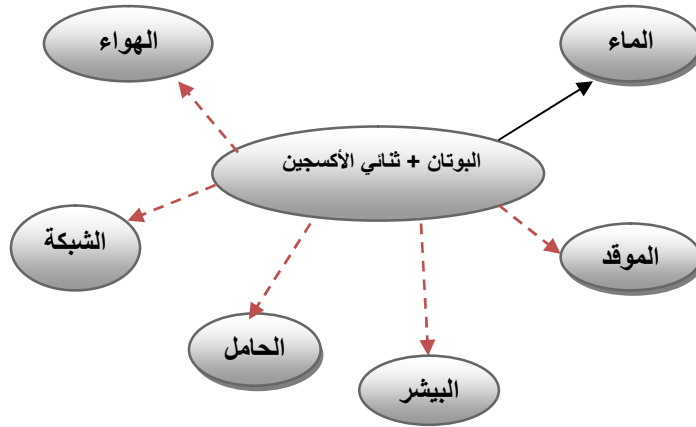 الماء
الهواء
البوتان + ثنائي الأكسجين
الموقد
الشبكة
الحامل
البيشر